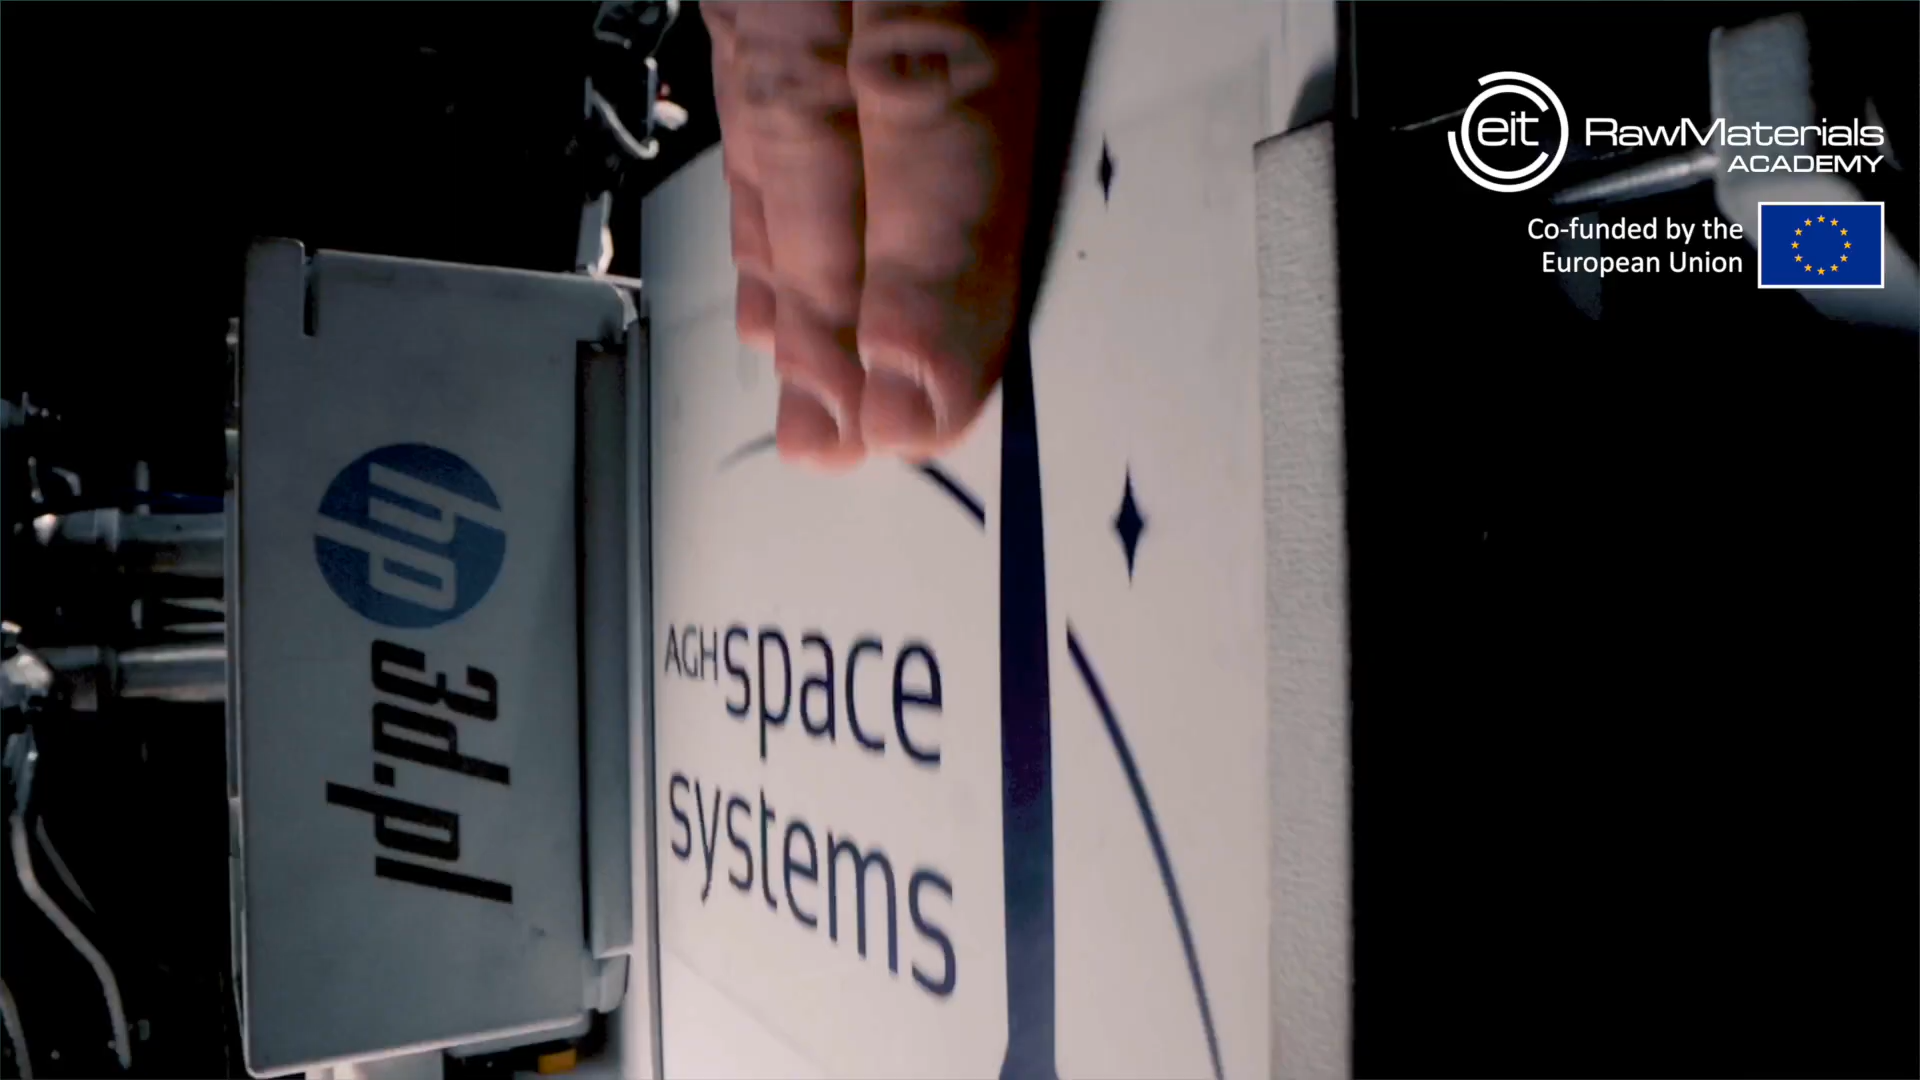 eit RawMaterials
ACADEMY
Co-funded by the
European Union
hp 3d.pl
AGH space
systems